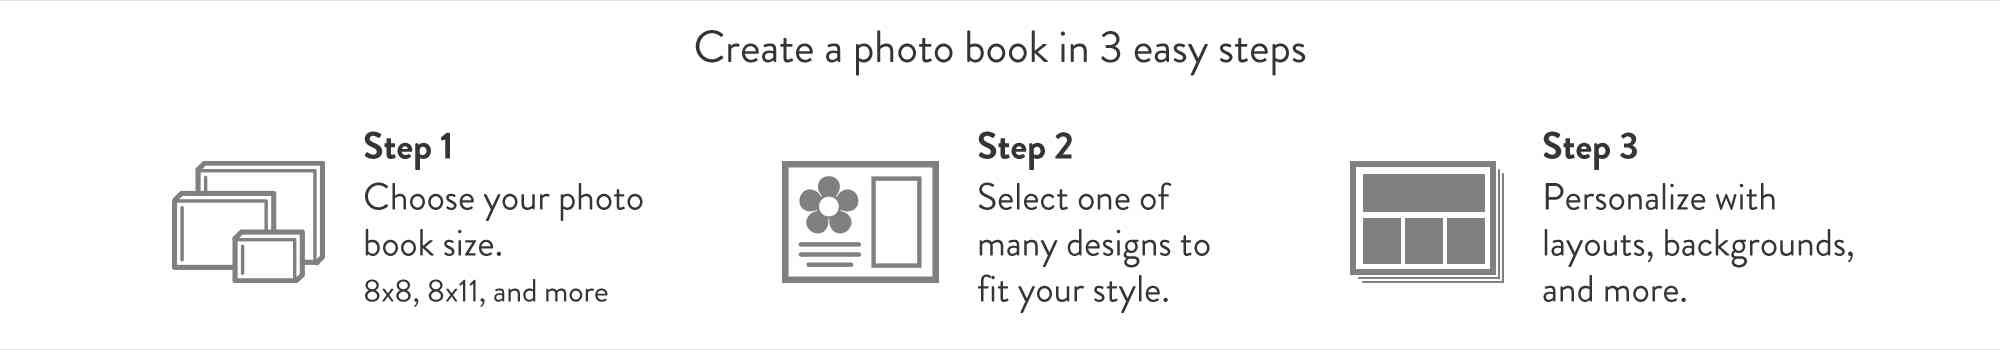 Create a photo book in 3 easy steps
Step 1
Choose your photo
book size.
8x8, 8x11, and more
Step 2
Select one of
many designs to
fit your style.
Step 3
Personalize with
layouts, backgrounds,
and more.